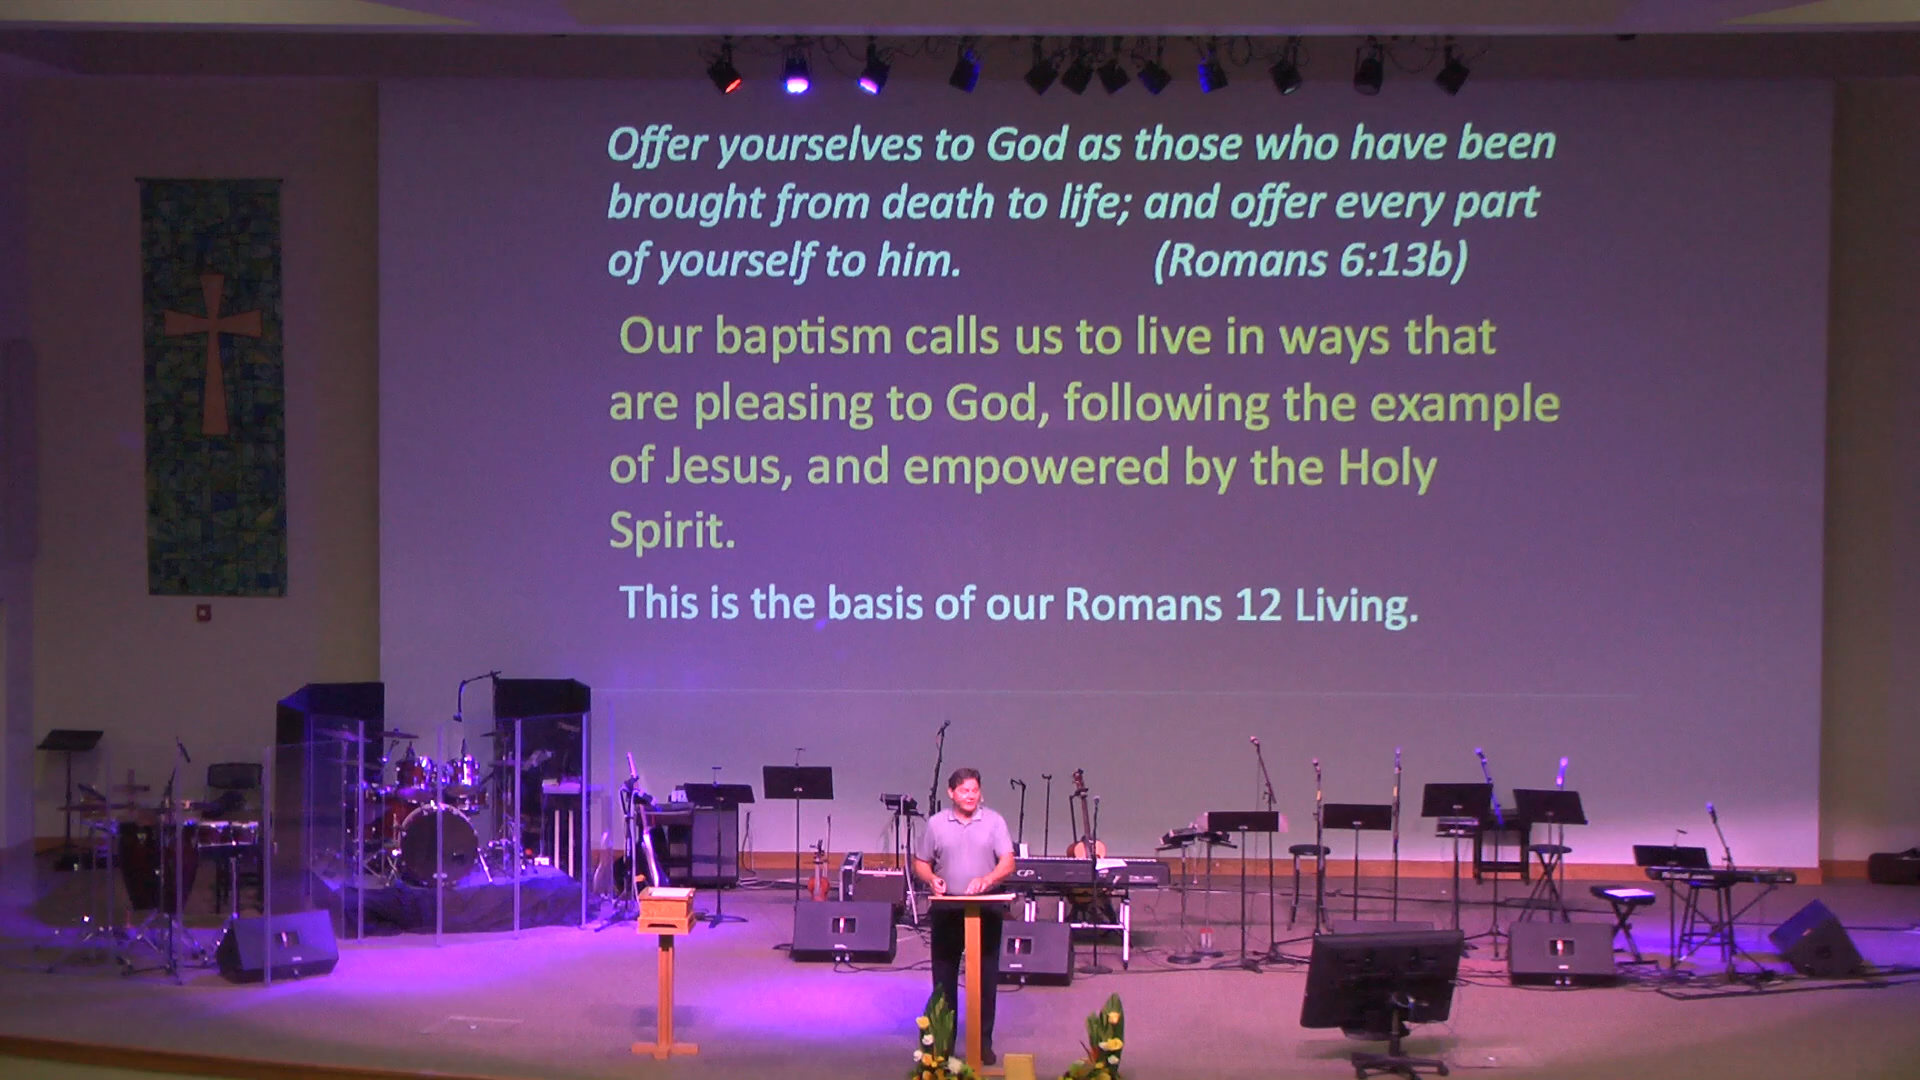 Offer yourselves to God as those who have been
brought from death to life; and offer every part
of yourself to him. (Romans 6:13b)
Our baptism calls us to live in ways that
are pleasing to God, following the example
of Jesus, and empowered by the Holy
Spirit.
This is the basis of our Romans 12 Living.
CP